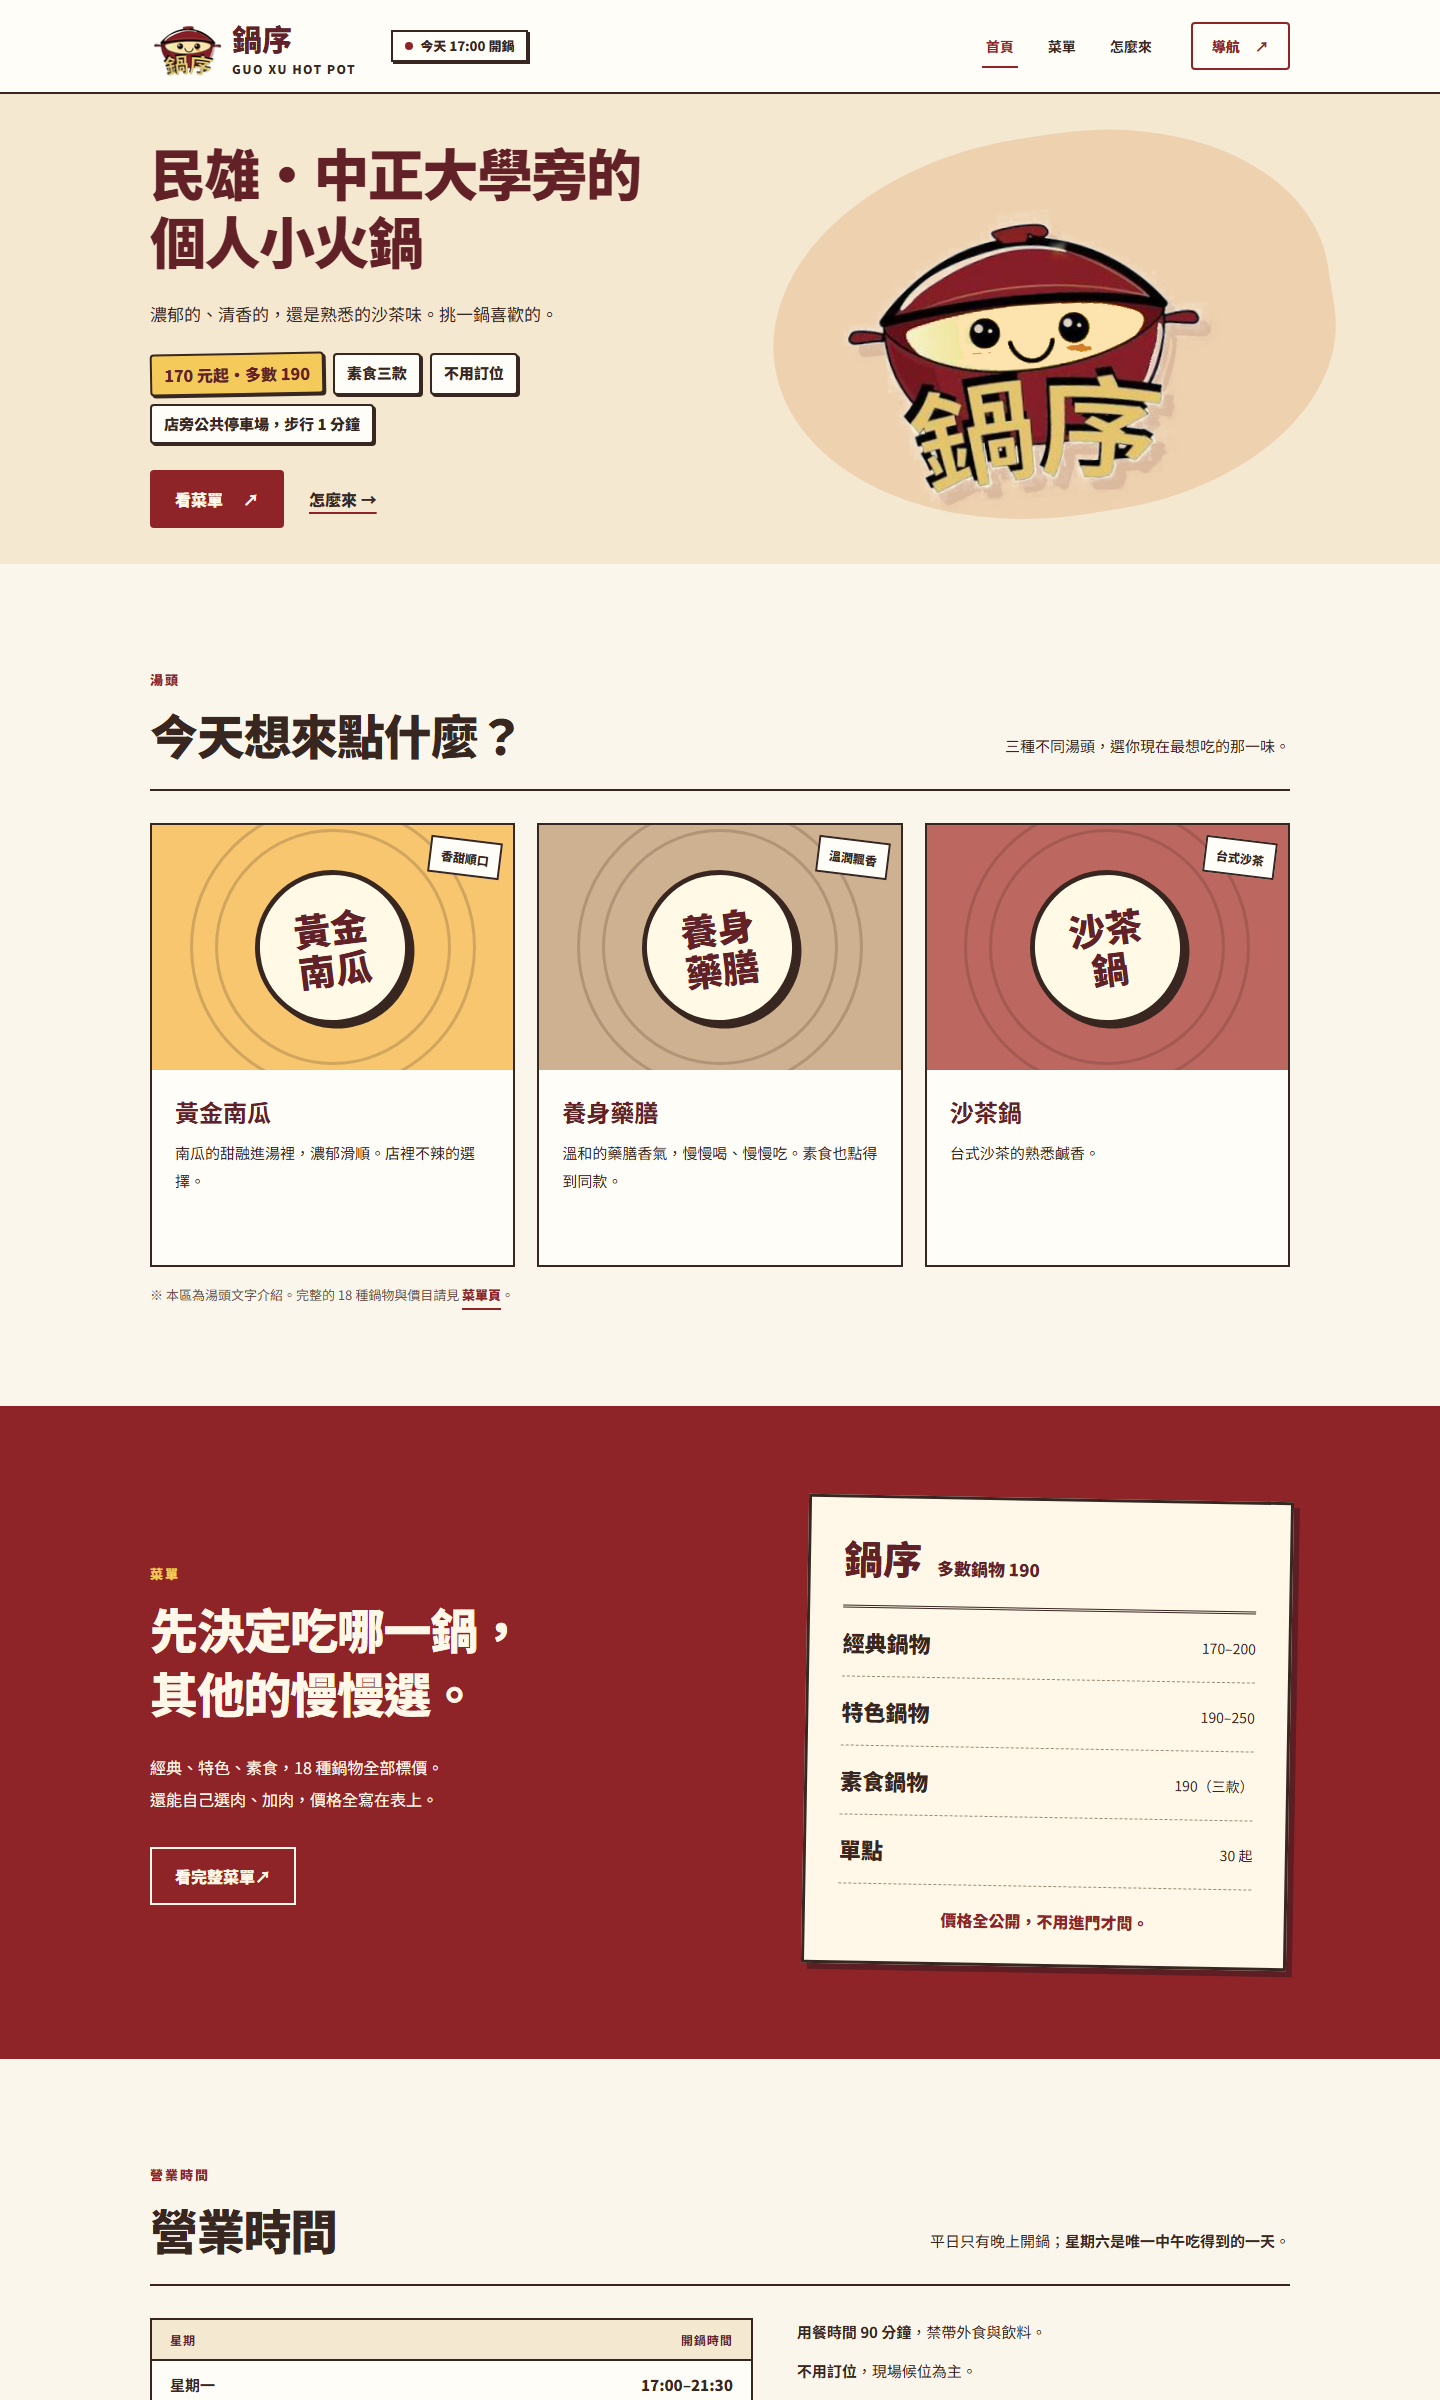 鍋序
鍋序
GUO XU HOT POT
今天 17:00 開鍋
首頁
菜單
怎麼來
導航 ↗
民雄・中正大學旁的
個人小火鍋
濃郁的、清香的，還是熟悉的沙茶味。挑一鍋喜歡的。
170 元起・多數 190
素食三款
不用訂位
店旁公共停車場，步行 1 分鐘
看菜單 ↗
怎麼來 →
鍋序
湯頭
今天想來點什麼？
三種不同湯頭，選你現在最想吃的那一味。
香甜順口
黃金
南瓜
黃金南瓜
南瓜的甜融進湯裡，濃郁滑順。店裡不辣的選
擇。
溫潤飄香
養身
藥膳
養身藥膳
溫和的藥膳香氣，慢慢喝、慢慢吃。素食也點得
到同款。
台式沙茶
沙茶
鍋
沙茶鍋
台式沙茶的熟悉鹹香。
※ 本區為湯頭文字介紹。完整的 18 種鍋物與價目請見 菜單頁。
菜單
先決定吃哪一鍋，
其他的慢慢選。
經典、特色、素食，18 種鍋物全部標價。
還能自己選肉、加肉，價格全寫在表上。
看完整菜單↗
鍋序 多數鍋物 190
經典鍋物 170–200
特色鍋物 190–250
素食鍋物 190（三款）
單點 30 起
價格全公開，不用進門才問。
營業時間
營業時間
平日只有晚上開鍋；星期六是唯一中午吃得到的一天。
星期 開鍋時間
星期一 17:00–21:30
用餐時間 90 分鐘，禁帶外食與飲料。
不用訂位，現場候位為主。